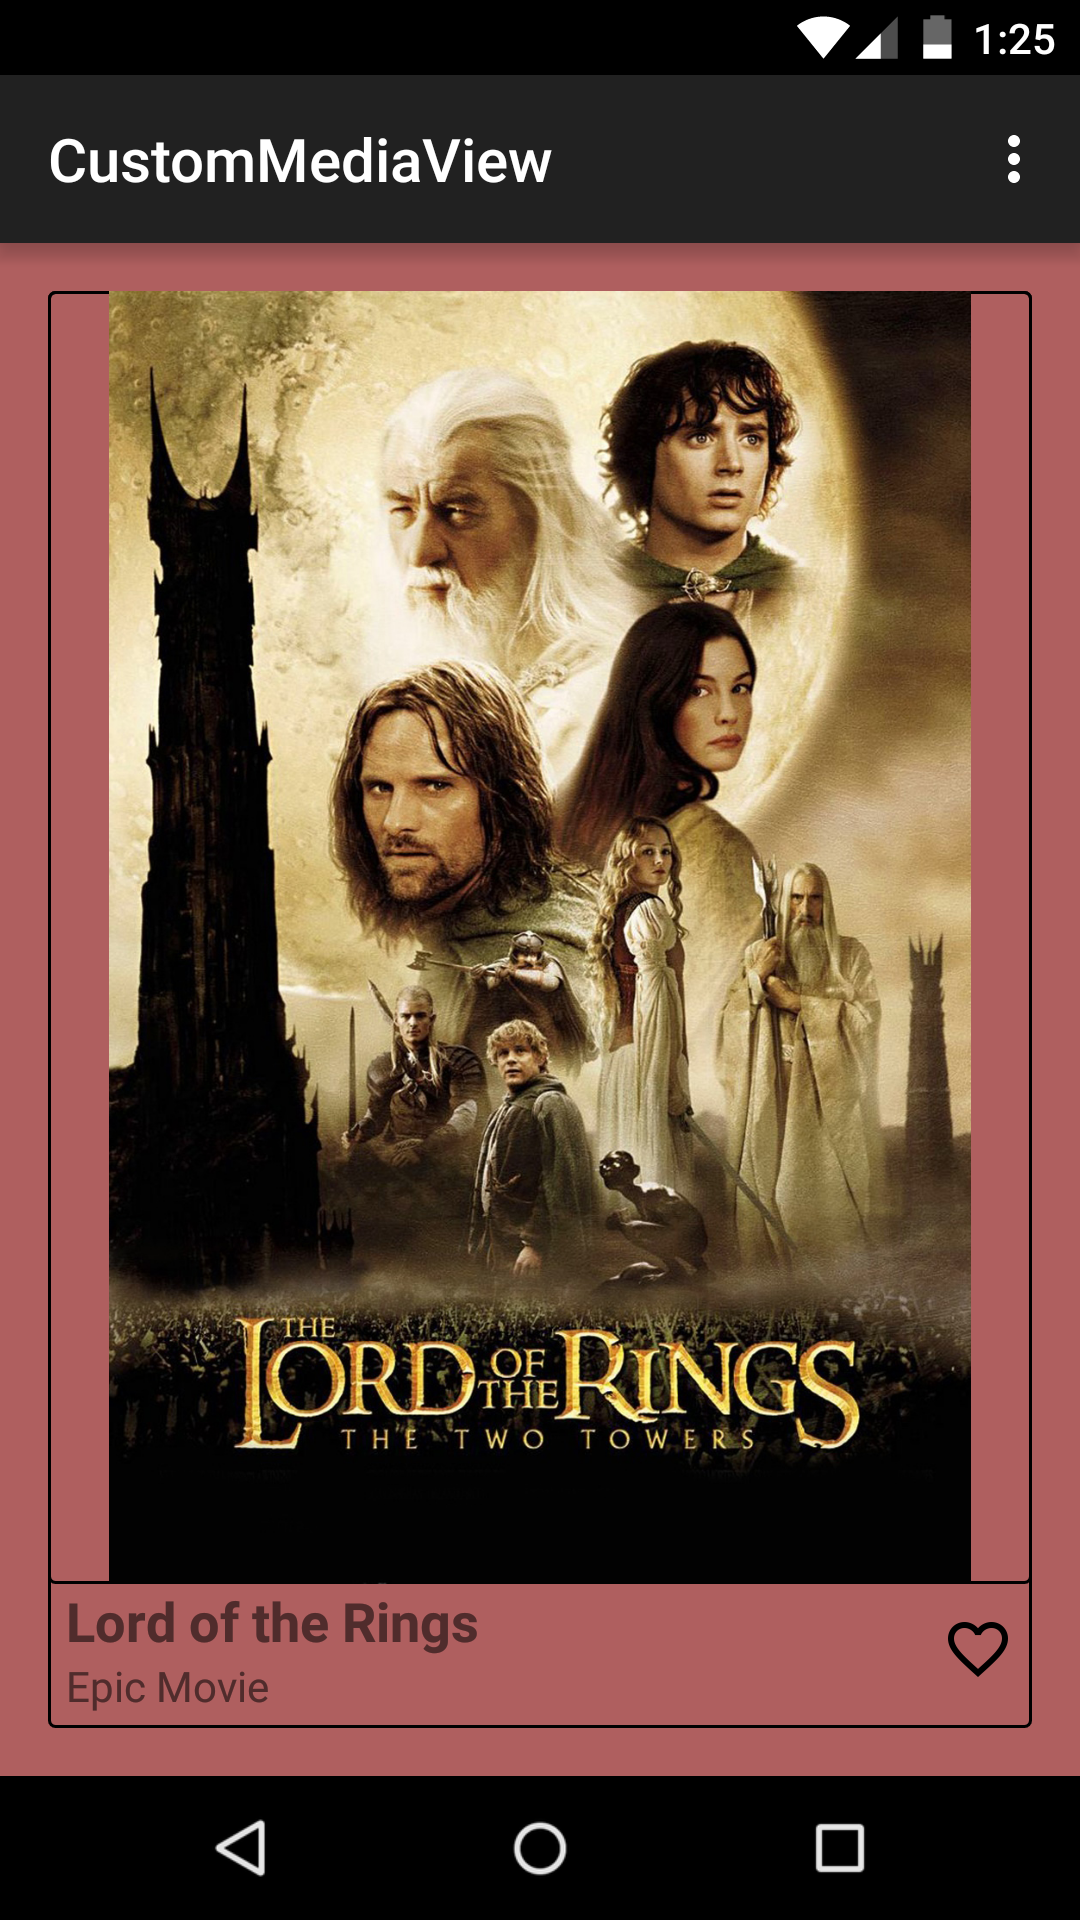 1:25
CustomMediaView
THE
LORD OF THE RINGS
THE TWO TOWERS
Lord of the Rings
Epic Movie